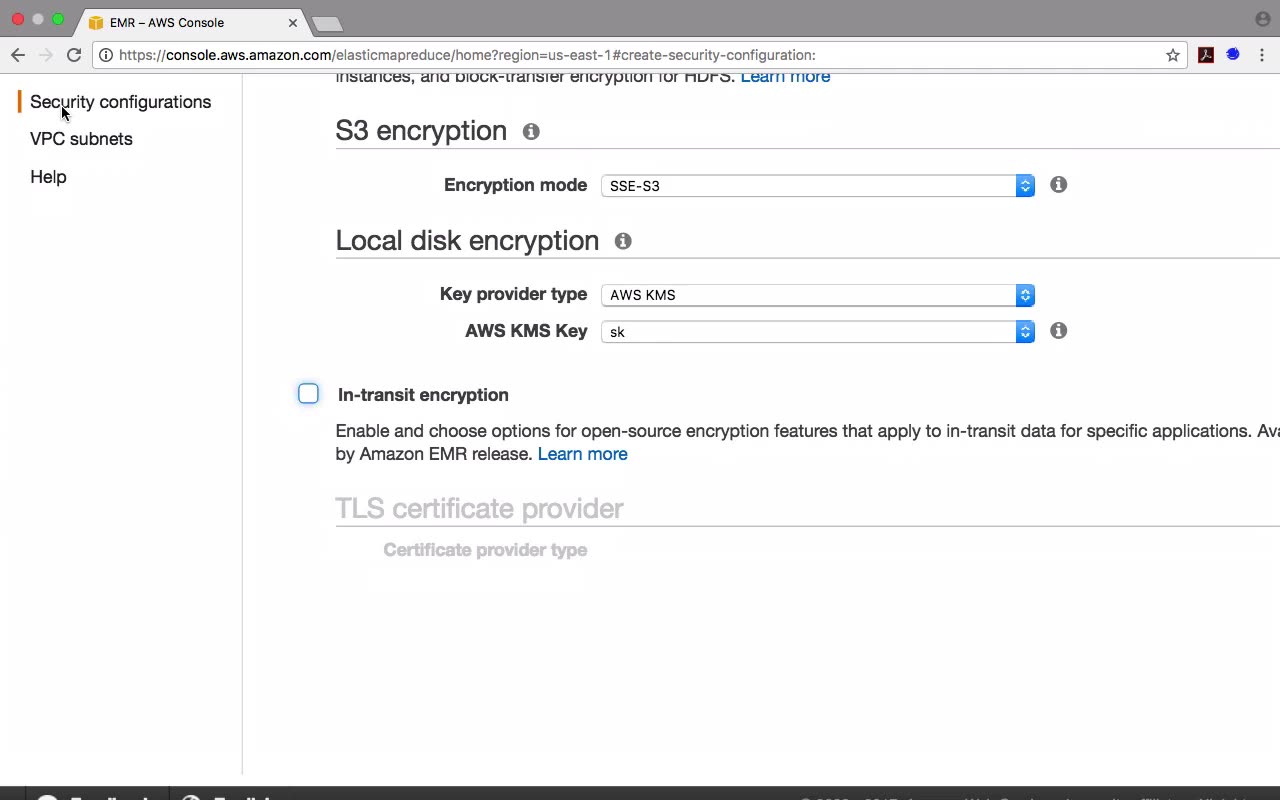 EMR – AWS Console
https://console.aws.amazon.com/elasticmapreduce/home?region=us-east-1#create-security-configuration:
Security configurations
VPC subnets
Help
instances, and block-transfer encryption for HDFS. Learn more
S3 encryption
Encryption mode SSE-S3
Local disk encryption
Key provider type AWS KMS
AWS KMS Key sk
In-transit encryption
Enable and choose options for open-source encryption features that apply to in-transit data for specific applications.
by Amazon EMR release. Learn more
TLS certificate provider
Certificate provider type